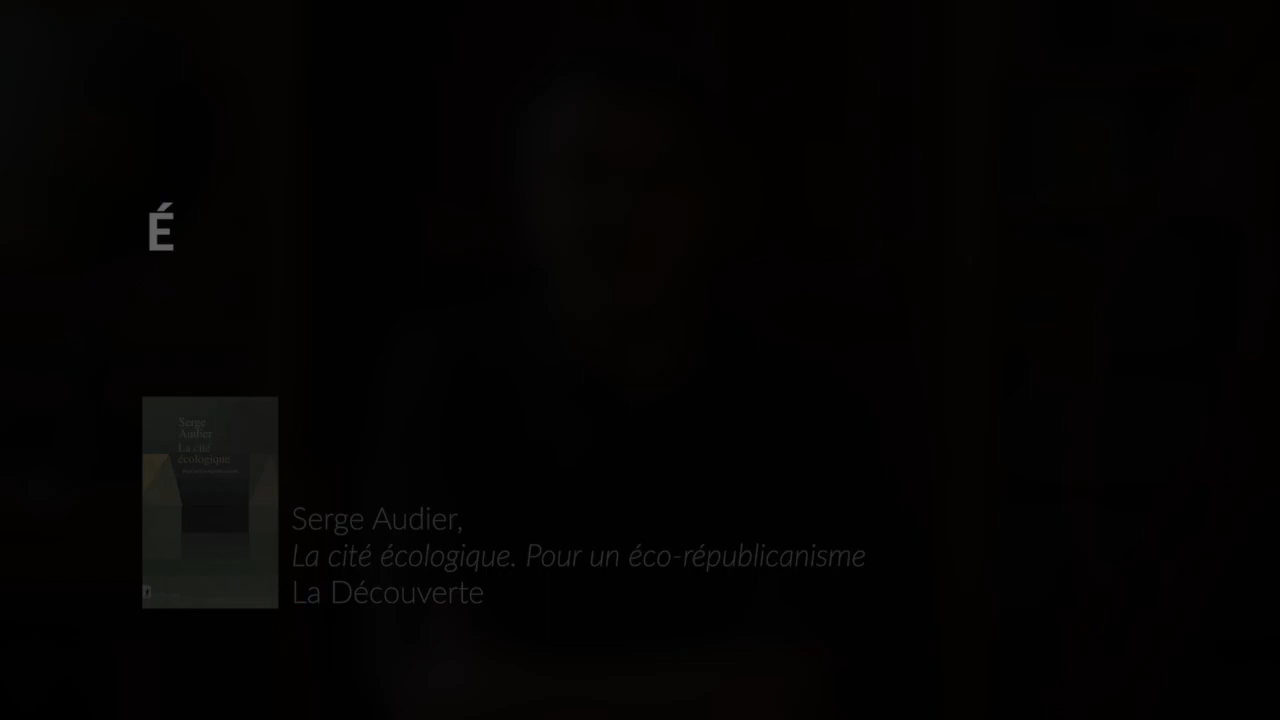 É
Serge
Audier
La cité
écologique
Serge Audier,
La cité écologique. Pour un éco-républicanisme
La Découverte